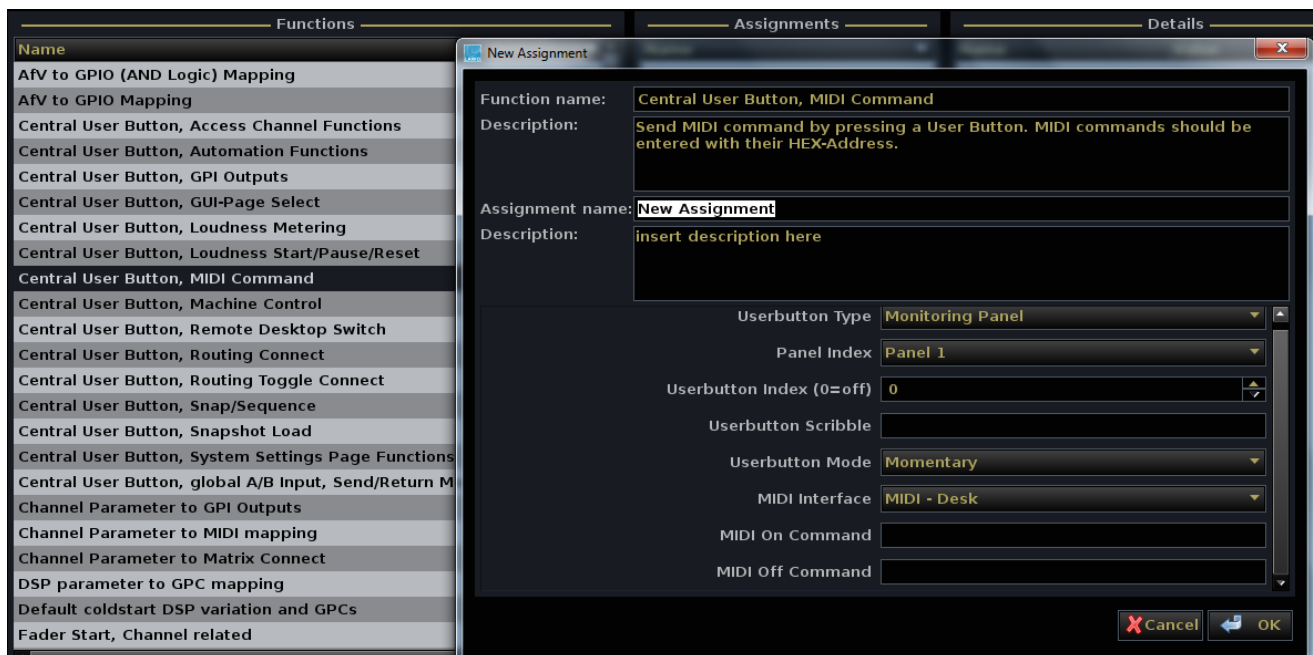 Functions
Assignments
Details
Name
New Assignment
AfV to GPIO (AND Logic) Mapping
AfV to GPIO Mapping
Central User Button, Access Channel Functions
Central User Button, Automation Functions
Central User Button, GPI Outputs
Central User Button, GUI-Page Select
Central User Button, Loudness Metering
Central User Button, Loudness Start/Pause/Reset
Central User Button, MIDI Command
Central User Button, Machine Control
Central User Button, Remote Desktop Switch
Central User Button, Routing Connect
Central User Button, Routing Toggle Connect
Central User Button, Snap/Sequence
Central User Button, Snapshot Load
Central User Button, System Settings Page Functions
Central User Button, global A/B Input, Send/Return M
Channel Parameter to GPI Outputs
Channel Parameter to MIDI mapping
Channel Parameter to Matrix Connect
DSP parameter to GPC mapping
Default coldstart DSP variation and GPCs
Fader Start, Channel related
Function name: Central User Button, MIDI Command
Description: Send MIDI command by pressing a User Button. MIDI commands should be
entered with their HEX-Address.
Assignment name: New Assignment
Description: insert description here
Userbutton Type Monitoring Panel
Panel Index Panel 1
Userbutton Index (0=off) 0
Userbutton Scribble
Userbutton Mode Momentary
MIDI Interface MIDI - Desk
MIDI On Command
MIDI Off Command
Cancel OK